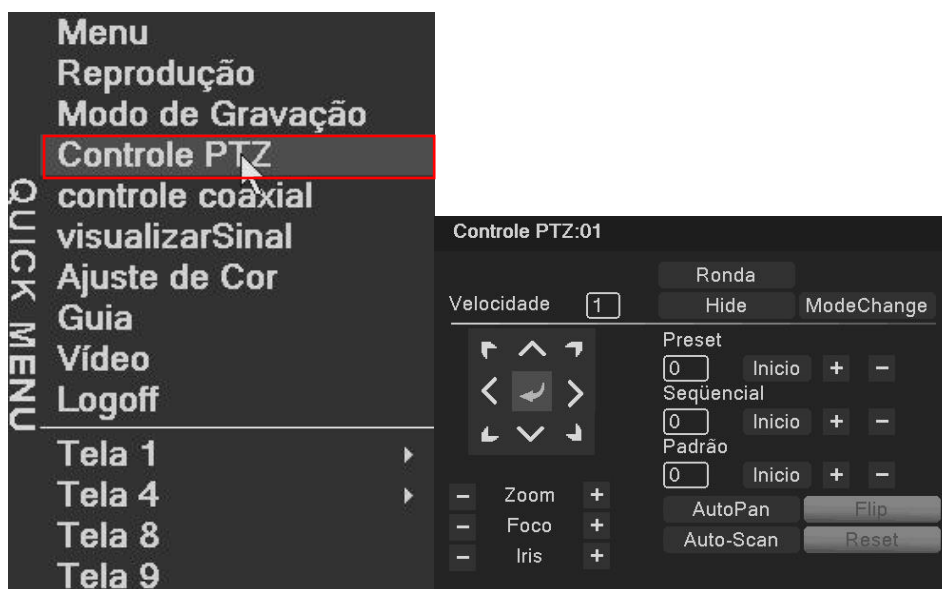 QUICK MENU
Menu
Reprodução
Modo de Gravação
Controle PTZ
controle coaxial
visualizarSinal
Ajuste de Cor
Guia
Vídeo
Logoff
Tela 1
Tela 4
Tela 8
Tela 9
Controle PTZ:01
Ronda
Velocidade 1 Hide ModeChange
Preset
0 Inicio + −
Seqüencial
0 Inicio + −
Padrão
0 Inicio + −
− Zoom +
− Foco +
− Iris +
AutoPan Flip
Auto-Scan Reset